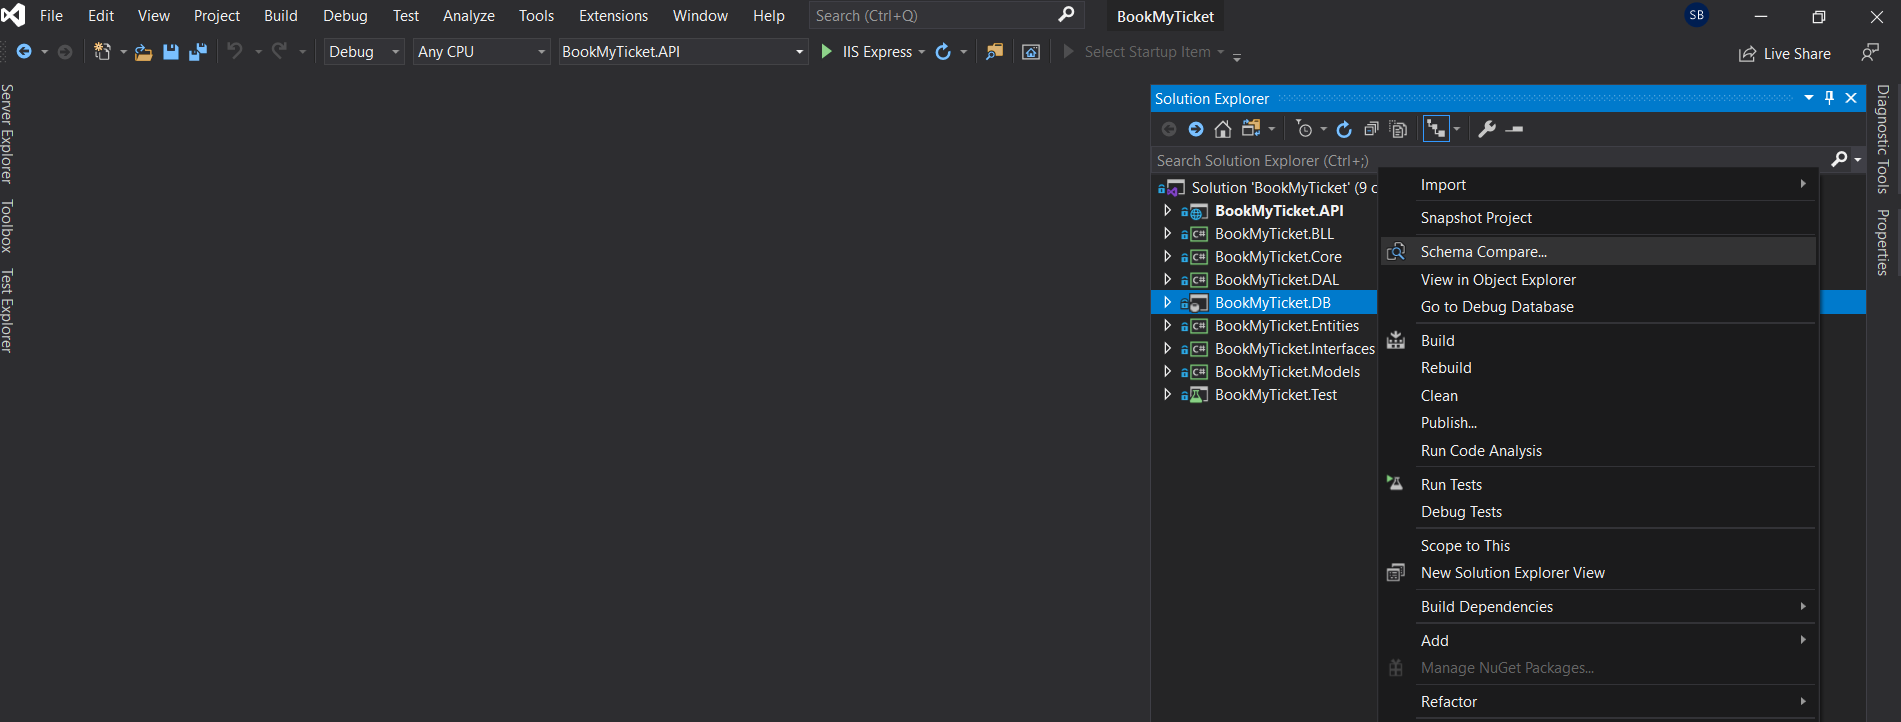 File Edit View Project Build Debug Test Analyze Tools Extensions Window Help Search (Ctrl+Q) BookMyTicket SB
Debug Any CPU BookMyTicket.API IIS Express Select Startup Item Live Share
Server Explorer
Toolbox
Test Explorer
Solution Explorer
Search Solution Explorer (Ctrl+;)
Solution 'BookMyTicket' (9 c
BookMyTicket.API
C# BookMyTicket.BLL
C# BookMyTicket.Core
C# BookMyTicket.DAL
BookMyTicket.DB
C# BookMyTicket.Entities
C# BookMyTicket.Interfaces
C# BookMyTicket.Models
BookMyTicket.Test
Import
Snapshot Project
Schema Compare...
View in Object Explorer
Go to Debug Database
Build
Rebuild
Clean
Publish...
Run Code Analysis
Run Tests
Debug Tests
Scope to This
New Solution Explorer View
Build Dependencies
Add
Manage NuGet Packages...
Refactor
Diagnostic Tools
Properties